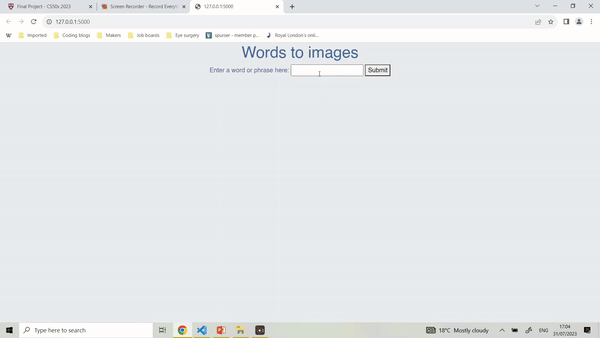 Final Project - CS50x 2023
Screen Recorder - Record Everyt
127.0.0.1:5000
127.0.0.1:5000
Imported
Coding blogs
Makers
Job boards
Eye surgery
spurser - member p...
Royal London's onli...
Words to images
Enter a word or phrase here:
Submit
Type here to search
18°C Mostly cloudy
ENG
17:04
31/07/2023